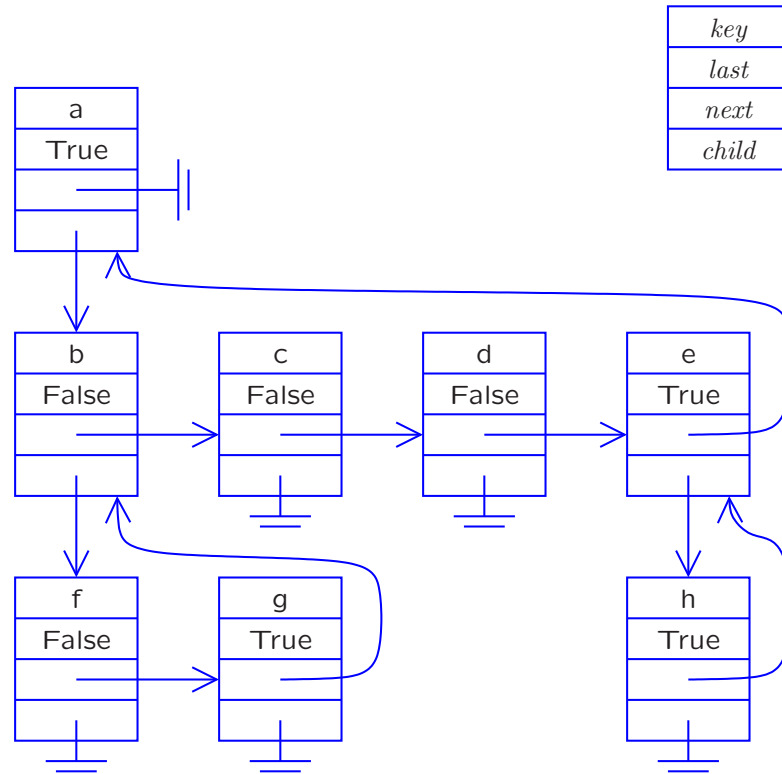 key
last
next
child
a
True
b
False
c
False
d
False
e
True
f
False
g
True
h
True